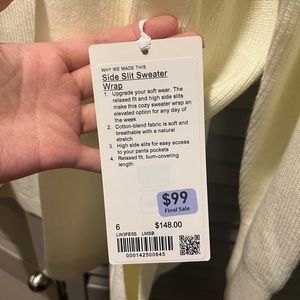 WHY WE MADE THIS
Side Slit Sweater
Wrap
1. Upgrade your soft wear. The
relaxed fit and high side slits
make this cozy sweater wrap an
elevated option for any day of
the week
2. Cotton-blend fabric is soft and
breathable with a natural
stretch
3. High side slits for easy access
to your pants pockets
4. Relaxed fit, bum-covering
length
$99
Final Sale
6 $148.00
LW3FE5S LMSB
000142500845